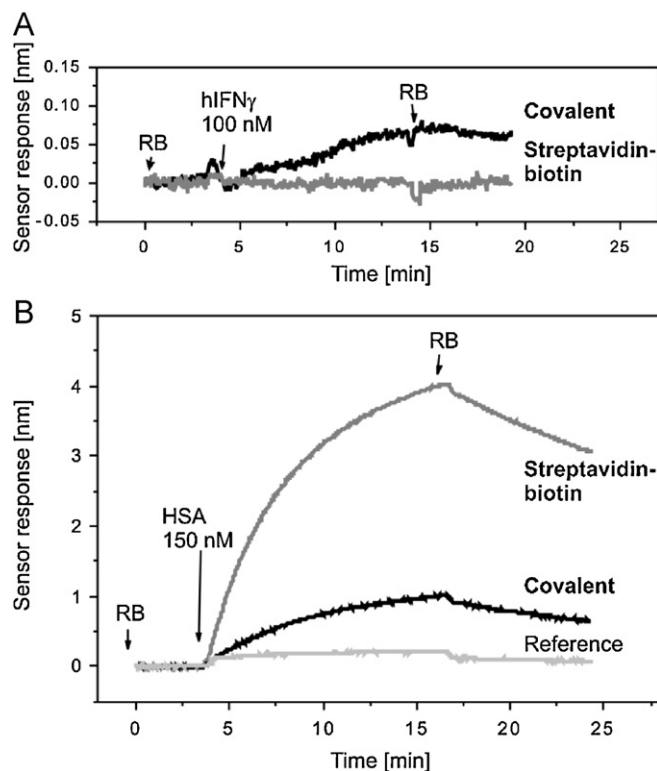 A
Sensor response [nm]
0.15
0.10
0.05
0.00
-0.05
RB
hIFNγ
100 nM
RB
Covalent
Streptavidin-
biotin
0
5
10
15
20
25
Time [min]
B
Sensor response [nm]
5
4
3
2
1
0
RB
HSA
150 nM
RB
Streptavidin-
biotin
Covalent
Reference
0
5
10
15
20
25
Time [min]